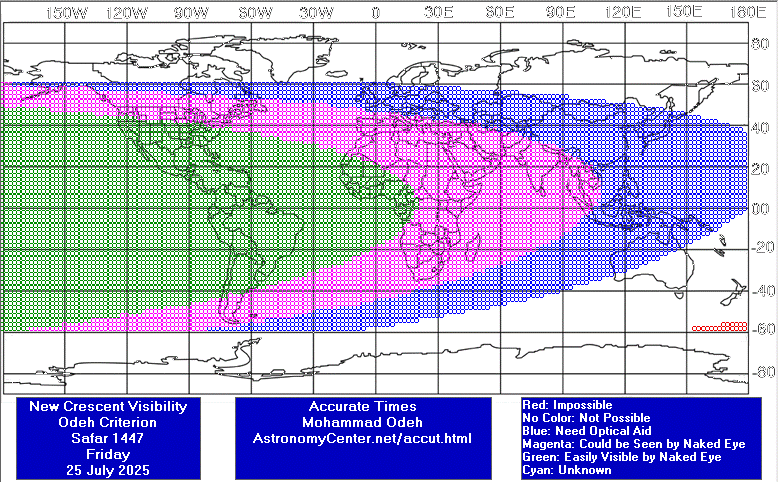 150W 120W 90W 60W 30W 0 30E 60E 90E 120E 150E 180E
80
60
40
20
00
-20
-40
-60
-80
New Crescent Visibility
Odeh Criterion
Safar 1447
Friday
25 July 2025
Accurate Times
Mohammad Odeh
AstronomyCenter.net/accut.html
Red: Impossible
No Color: Not Possible
Blue: Need Optical Aid
Magenta: Could be Seen by Naked Eye
Green: Easily Visible by Naked Eye
Cyan: Unknown